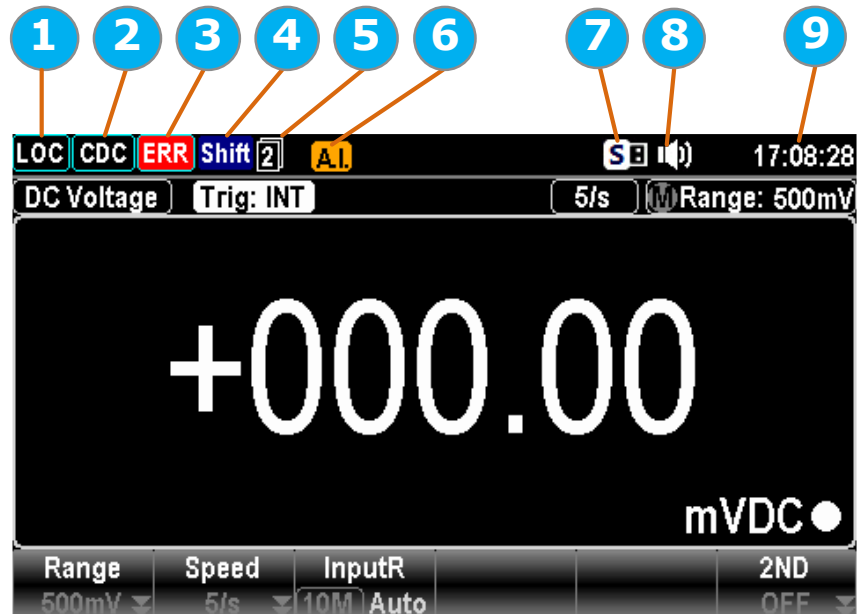 1 2 3 4 5 6 7 8 9
LOC CDC ERR Shift 2 A.I. S 17:08:28
DC Voltage Trig: INT 5/s M Range: 500mV
+000.00
mVDC
Range Speed InputR 2ND
500mV 5/s 10M Auto OFF